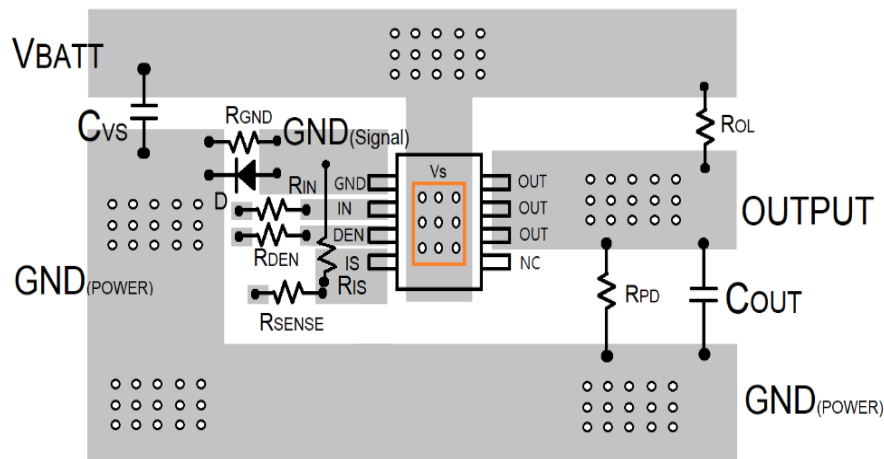 VBATT
CVS
RGND
GND(Signal)
D
RIN
RDEN
RIS
RSENSE
GND
IN
DEN
IS
Vs
OUT
OUT
OUT
NC
ROL
OUTPUT
RPD
COUT
GND(POWER)
GND(POWER)